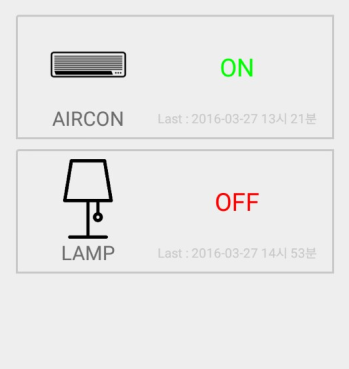 ON
AIRCON
Last : 2016-03-27 13시 21분
OFF
LAMP
Last : 2016-03-27 14시 53분